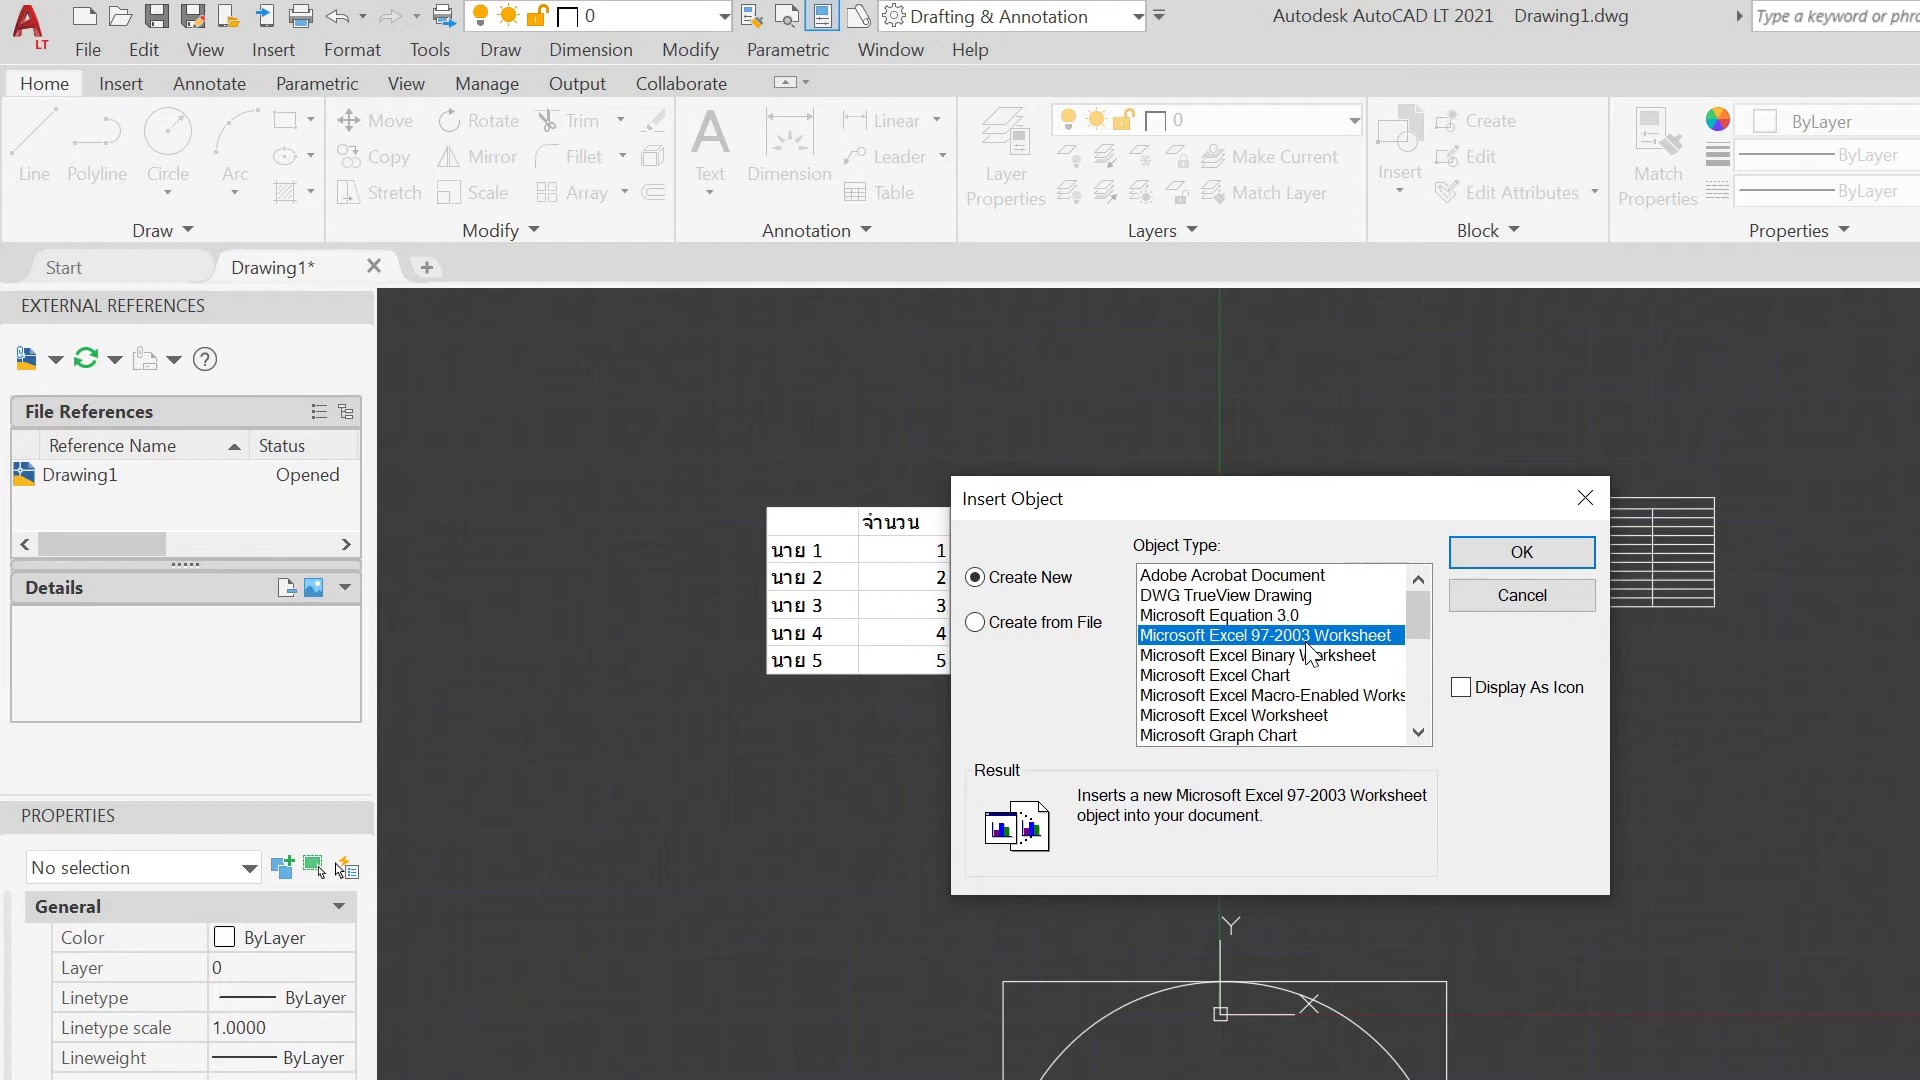 0
Drafting & Annotation
Autodesk AutoCAD LT 2021 Drawing1.dwg
Type a keyword or phra
LT
File Edit View Insert Format Tools Draw Dimension Modify Parametric Window Help
Home Insert Annotate Parametric View Manage Output Collaborate
Line Polyline Circle Arc
Draw
Move Rotate Trim
Copy Mirror Fillet
Stretch Scale Array
Modify
Text Dimension
Linear
Leader
Table
Annotation
Layer
Properties
0
Make Current
Match Layer
Layers
Insert
Create
Edit
Edit Attributes
Block
Match
Properties
ByLayer
ByLayer
ByLayer
Properties
Start Drawing1*
EXTERNAL REFERENCES
File References
Reference Name Status
Drawing1 Opened
Details
PROPERTIES
No selection
General
Color ByLayer
Layer 0
Linetype ByLayer
Linetype scale 1.0000
Lineweight ByLayer
จำนวน
นาย 1 1
นาย 2 2
นาย 3 3
นาย 4 4
นาย 5 5
Insert Object
Create New
Create from File
Object Type:
Adobe Acrobat Document
DWG TrueView Drawing
Microsoft Equation 3.0
Microsoft Excel 97-2003 Worksheet
Microsoft Excel Binary Worksheet
Microsoft Excel Chart
Microsoft Excel Macro-Enabled Works
Microsoft Excel Worksheet
Microsoft Graph Chart
OK
Cancel
Display As Icon
Result
Inserts a new Microsoft Excel 97-2003 Worksheet
object into your document.
Y
X